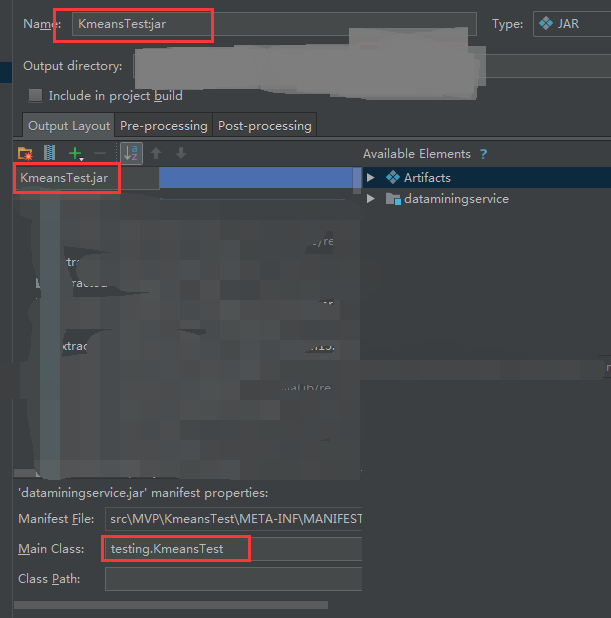 Name: KmeansTest:jar Type: JAR
Output directory:
Include in project build
Output Layout Pre-processing Post-processing
Available Elements ?
KmeansTest.jar
Artifacts
dataminingservice
'dataminingservice.jar' manifest properties:
Manifest File: src\MVP\KmeansTest\META-INF\MANIFEST
Main Class: testing.KmeansTest
Class Path: